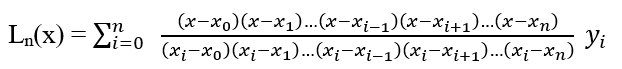 Lₙ(x) = ∑ⁿᵢ₌₀ \frac{(x−x₀)(x−x₁)…(x−xᵢ₋₁)(x−xᵢ₊₁)…(x−xₙ)}{(xᵢ−x₀)(xᵢ−x₁)…(xᵢ−xᵢ₋₁)(xᵢ−xᵢ₊₁)…(xᵢ−xₙ)} yᵢ